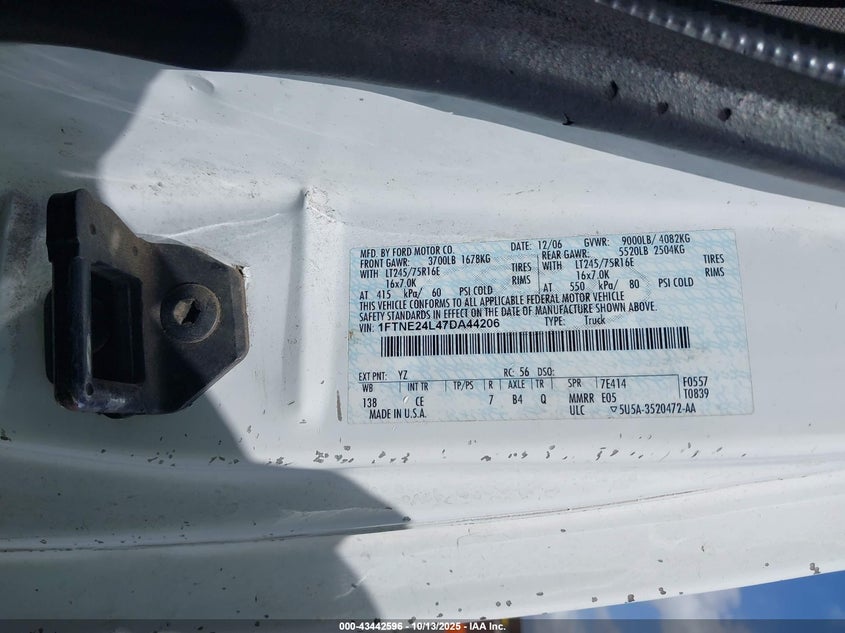 MFD. BY FORD MOTOR CO. DATE: 12/06 GVWR: 9000LB/ 4082KG
FRONT GAWR: 3700LB 1678KG REAR GAWR: 5520LB 2504KG
WITH LT245/75R16E TIRES WITH LT245/75R16E TIRES
16x7.0K RIMS 16x7.0K RIMS
AT 415 kPa/ 60 PSI COLD AT 550 kPa/ 80 PSI COLD
THIS VEHICLE CONFORMS TO ALL APPLICABLE FEDERAL MOTOR VEHICLE
SAFETY STANDARDS IN EFFECT ON THE DATE OF MANUFACTURE SHOWN ABOVE.
VIN: 1FTNE24L47DA44206 TYPE: Truck
EXT PNT: YZ RC: 56 DSO:
WB INT TR TP/PS R AXLE TR SPR 7E414 F0557
138 CE 7 B4 Q MMRR E05 T0839
MADE IN U.S.A. ULC ▽5U5A-3520472-AA
000-43442596 | 10/13/2025 | IAA Inc.